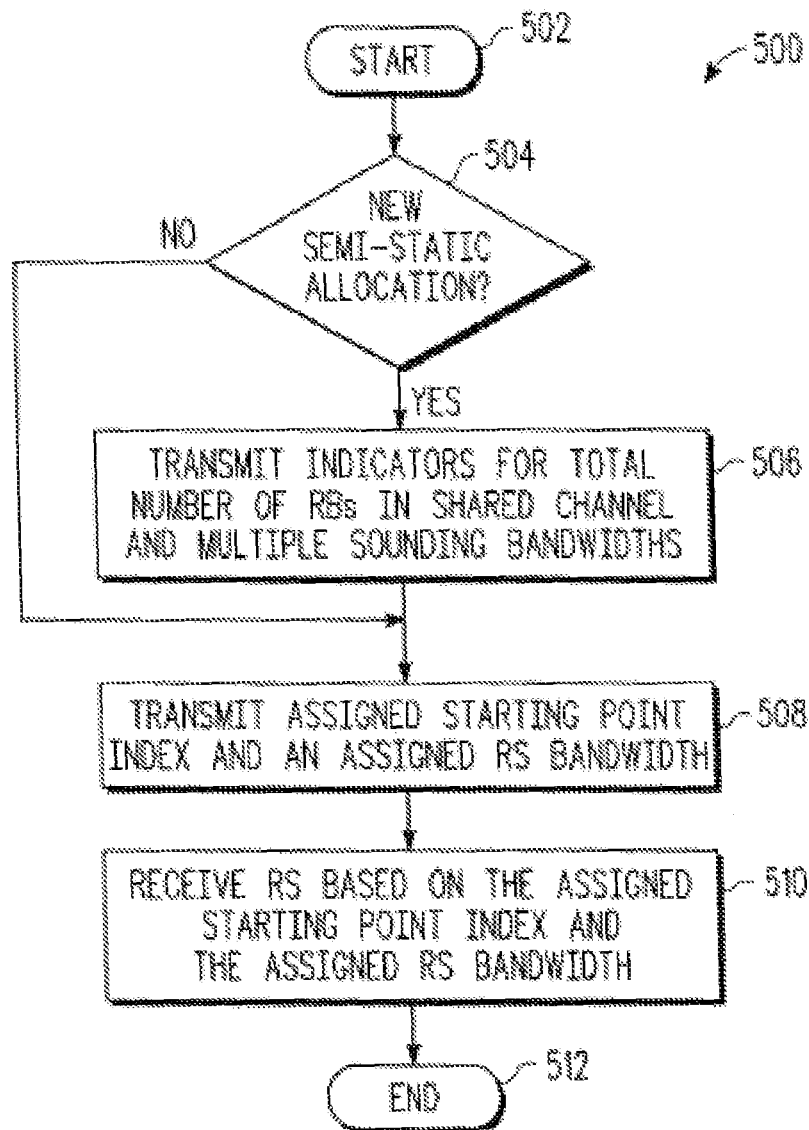 502
START
500
504
NEW
SEMI-STATIC
ALLOCATION?
NO
YES
TRANSMIT INDICATORS FOR TOTAL
NUMBER OF RBs IN SHARED CHANNEL
AND MULTIPLE SOUNDING BANDWIDTHS
506
TRANSMIT ASSIGNED STARTING POINT
INDEX AND AN ASSIGNED RS BANDWIDTH
508
RECEIVE RS BASED ON THE ASSIGNED
STARTING POINT INDEX AND
THE ASSIGNED RS BANDWIDTH
510
512
END